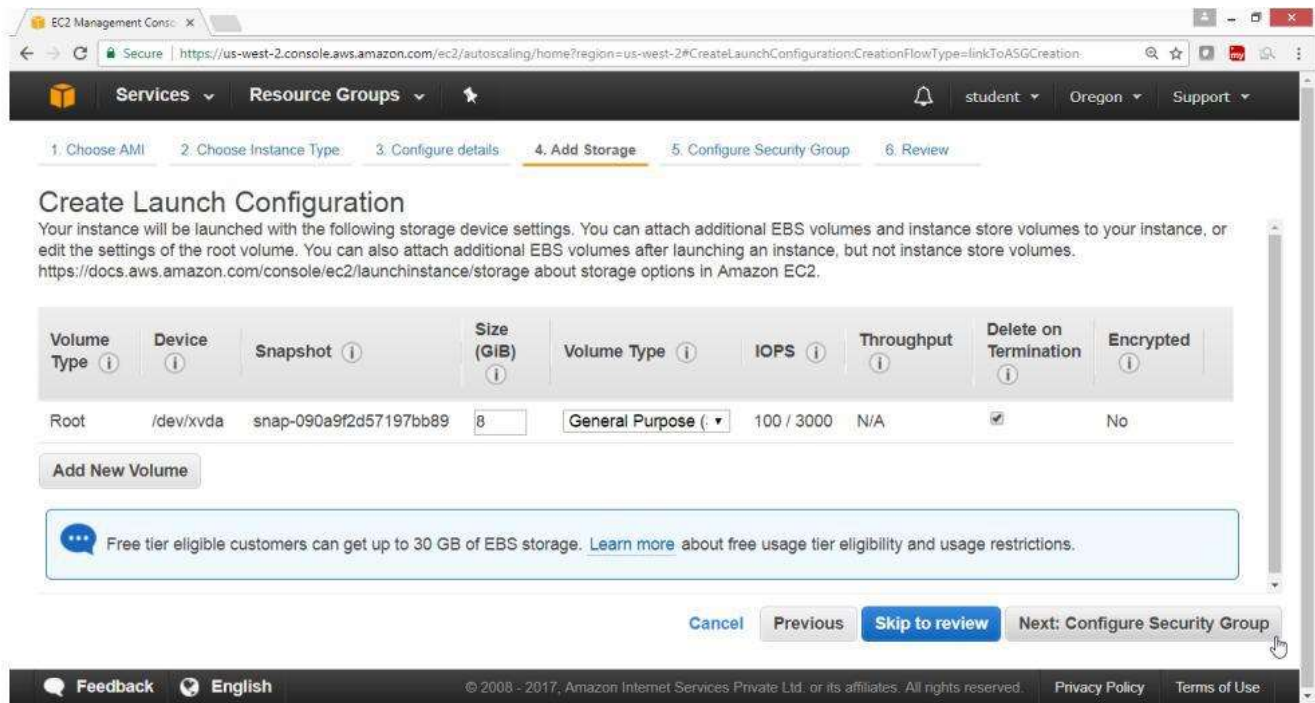 EC2 Management Consc
Secure | https://us-west-2.console.aws.amazon.com/ec2/autoscaling/home?region=us-west-2#CreateLaunchConfiguration:CreationFlowType=linkToASGCreation
my
Services Resource Groups student Oregon Support
1. Choose AMI 2. Choose Instance Type 3. Configure details 4. Add Storage 5. Configure Security Group 6. Review
Create Launch Configuration
Your instance will be launched with the following storage device settings. You can attach additional EBS volumes and instance store volumes to your instance, or
edit the settings of the root volume. You can also attach additional EBS volumes after launching an instance, but not instance store volumes.
https://docs.aws.amazon.com/console/ec2/launchinstance/storage about storage options in Amazon EC2.
Volume Type Device Snapshot Size (GiB) Volume Type IOPS Throughput Delete on Termination Encrypted
Root /dev/xvda snap-090a9f2d57197bb89 8 General Purpose ( 100 / 3000 N/A No
Add New Volume
Free tier eligible customers can get up to 30 GB of EBS storage. Learn more about free usage tier eligibility and usage restrictions.
Cancel Previous Skip to review Next: Configure Security Group
Feedback English © 2008 - 2017, Amazon Internet Services Private Ltd. or its affiliates. All rights reserved. Privacy Policy Terms of Use